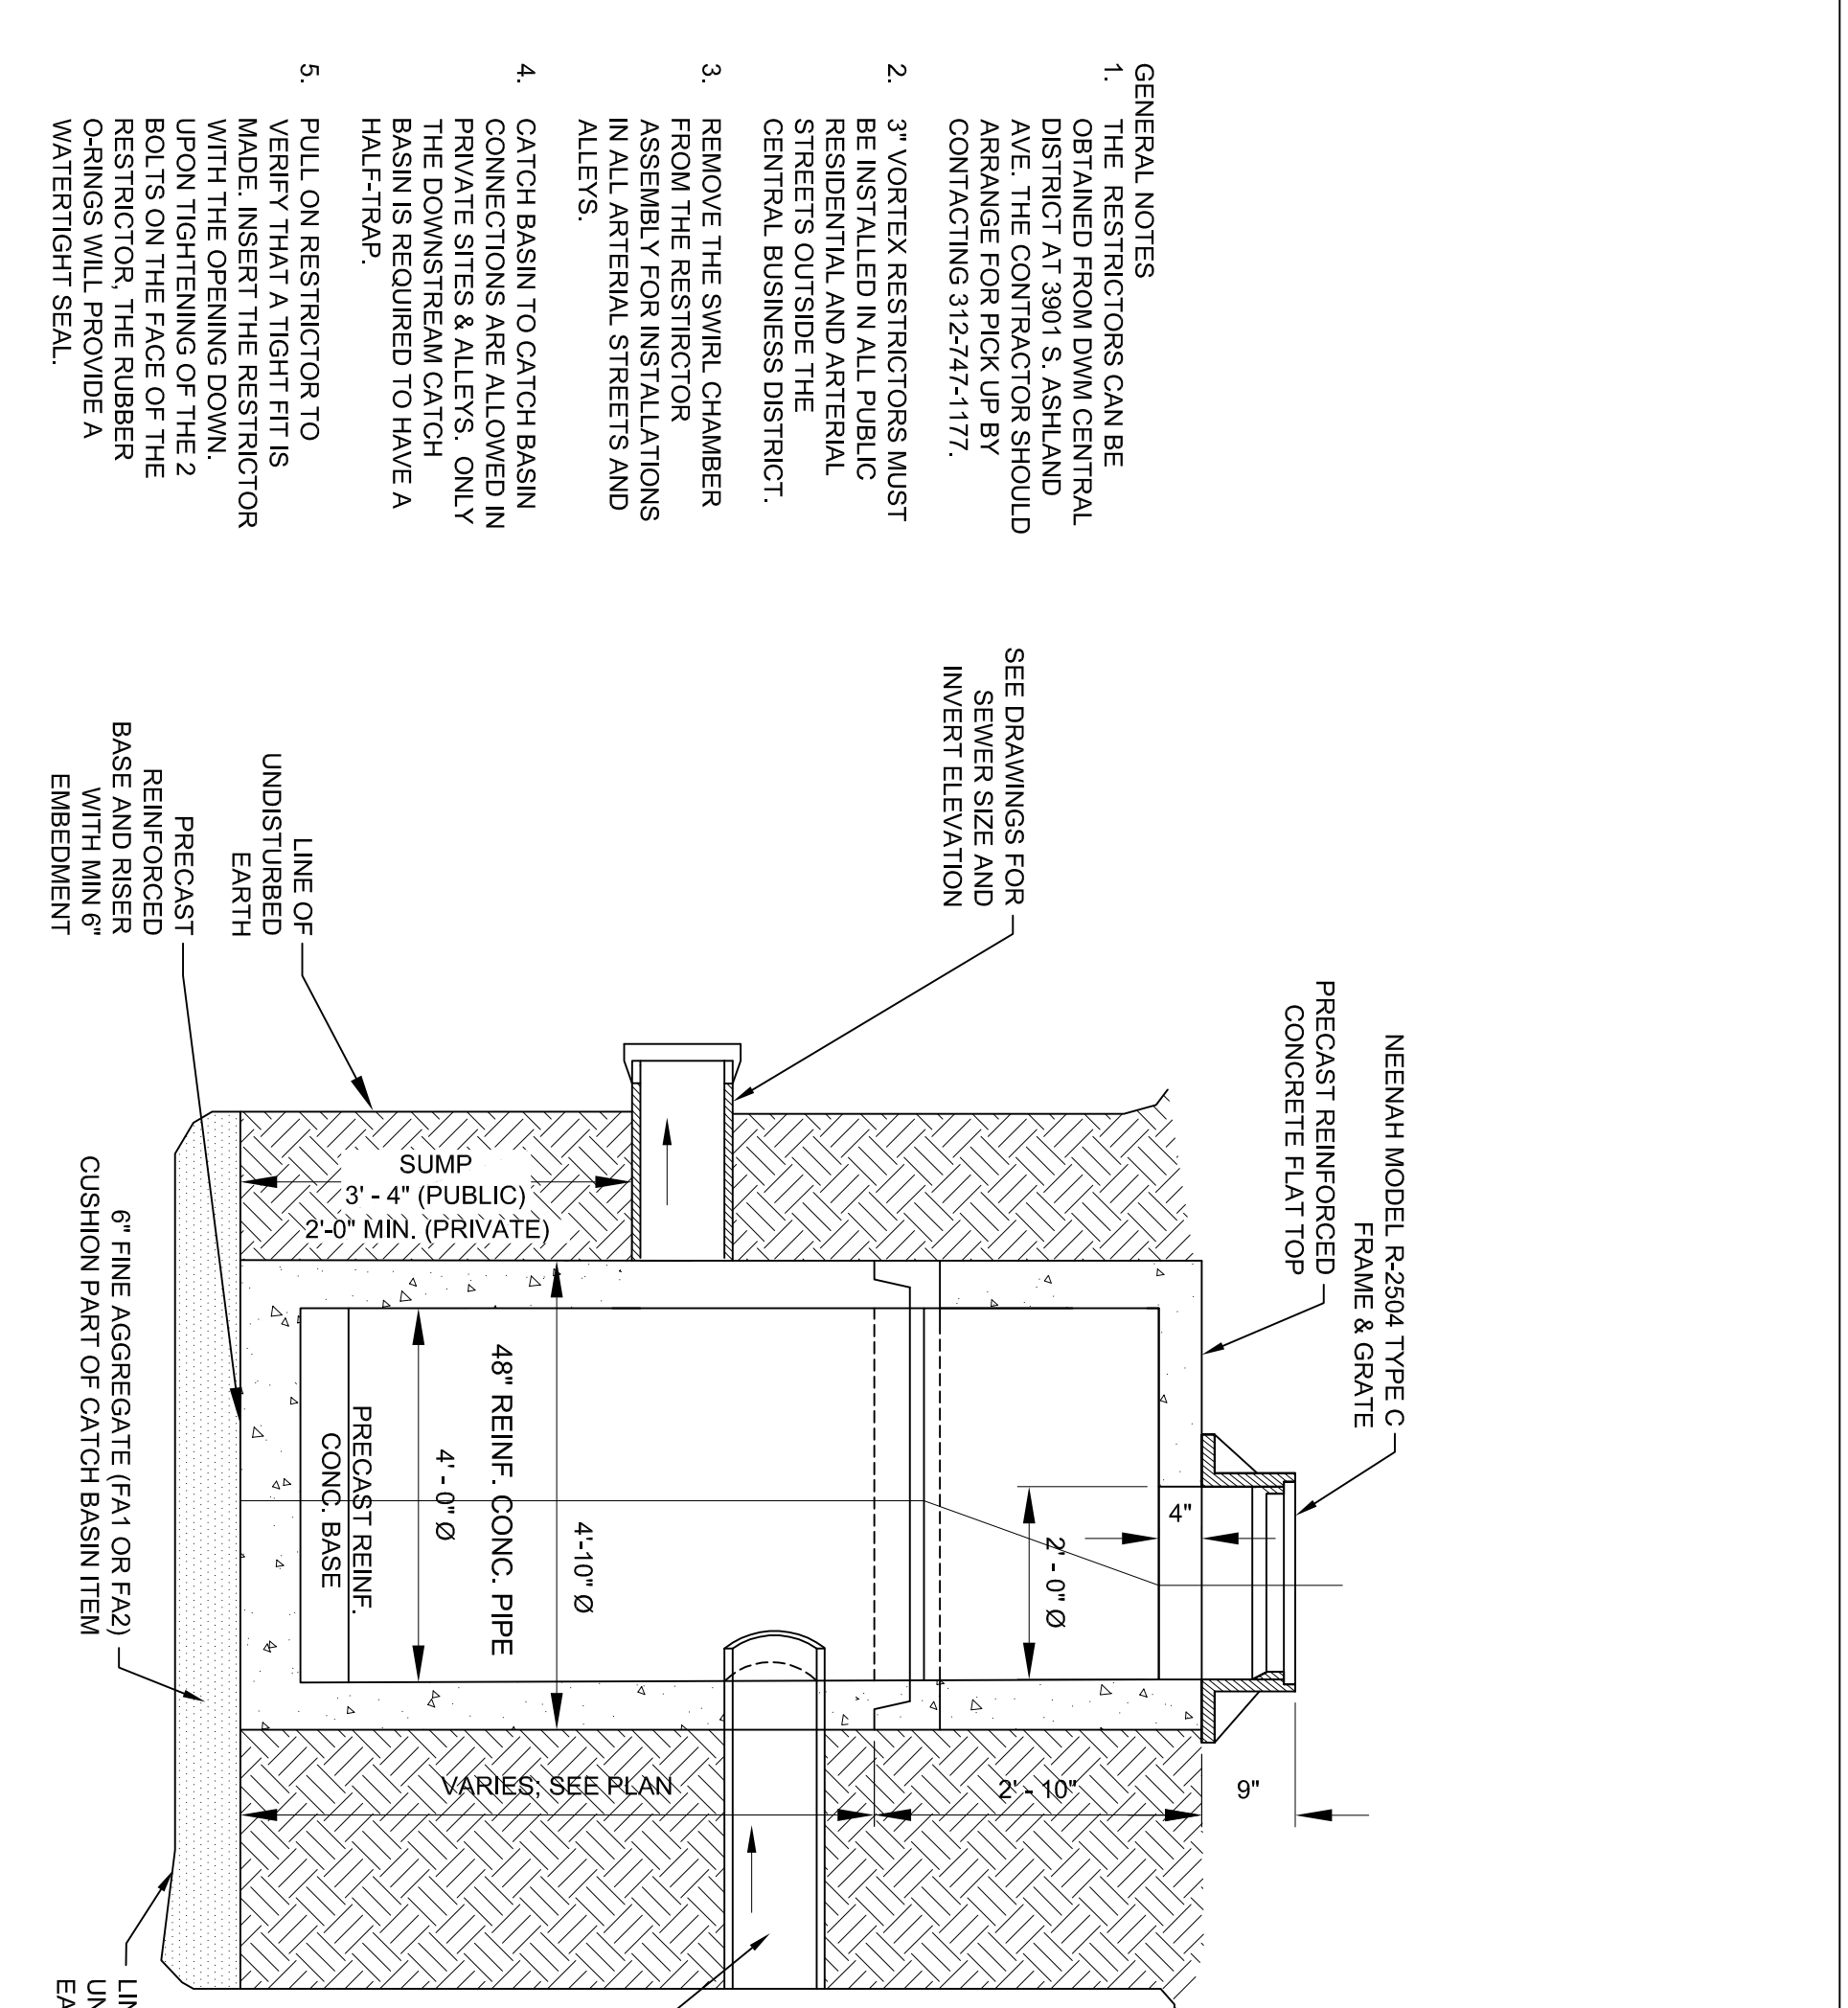 GENERAL NOTES
1. THE RESTRICTORS CAN BE
OBTAINED FROM DWM CENTRAL
DISTRICT AT 3901 S. ASHLAND
AVE. THE CONTRACTOR SHOULD
ARRANGE FOR PICK UP BY
CONTACTING 312-747-1177.
2. 3" VORTEX RESTRICTORS MUST
BE INSTALLED IN ALL PUBLIC
RESIDENTIAL AND ARTERIAL
STREETS OUTSIDE THE
CENTRAL BUSINESS DISTRICT.
3. REMOVE THE SWIRL CHAMBER
FROM THE RESTIRCTOR
ASSEMBLY FOR INSTALLATIONS
IN ALL ARTERIAL STREETS AND
ALLEYS.
4. CATCH BASIN TO CATCH BASIN
CONNECTIONS ARE ALLOWED IN
PRIVATE SITES & ALLEYS. ONLY
THE DOWNSTREAM CATCH
BASIN IS REQUIRED TO HAVE A
HALF-TRAP.
5. PULL ON RESTRICTOR TO
VERIFY THAT A TIGHT FIT IS
MADE. INSERT THE RESTRICTOR
WITH THE OPENING DOWN.
UPON TIGHTENING OF THE 2
BOLTS ON THE FACE OF THE
RESTRICTOR, THE RUBBER
O-RINGS WILL PROVIDE A
WATERTIGHT SEAL.
NEENAH MODEL R-2504 TYPE C
FRAME & GRATE
PRECAST REINFORCED
CONCRETE FLAT TOP
SEE DRAWINGS FOR
SEWER SIZE AND
INVERT ELEVATION
LINE OF
UNDISTURBED
EARTH
PRECAST
REINFORCED
BASE AND RISER
WITH MIN 6"
EMBEDMENT
SUMP
3' - 4" (PUBLIC)
2'-0" MIN. (PRIVATE)
4"
9"
2' - 0" Ø
2' - 10"
4'-10" Ø
48" REINF. CONC. PIPE
4' - 0" Ø
VARIES; SEE PLAN
PRECAST REINF.
CONC. BASE
6" FINE AGGREGATE (FA1 OR FA2)
CUSHION PART OF CATCH BASIN ITEM